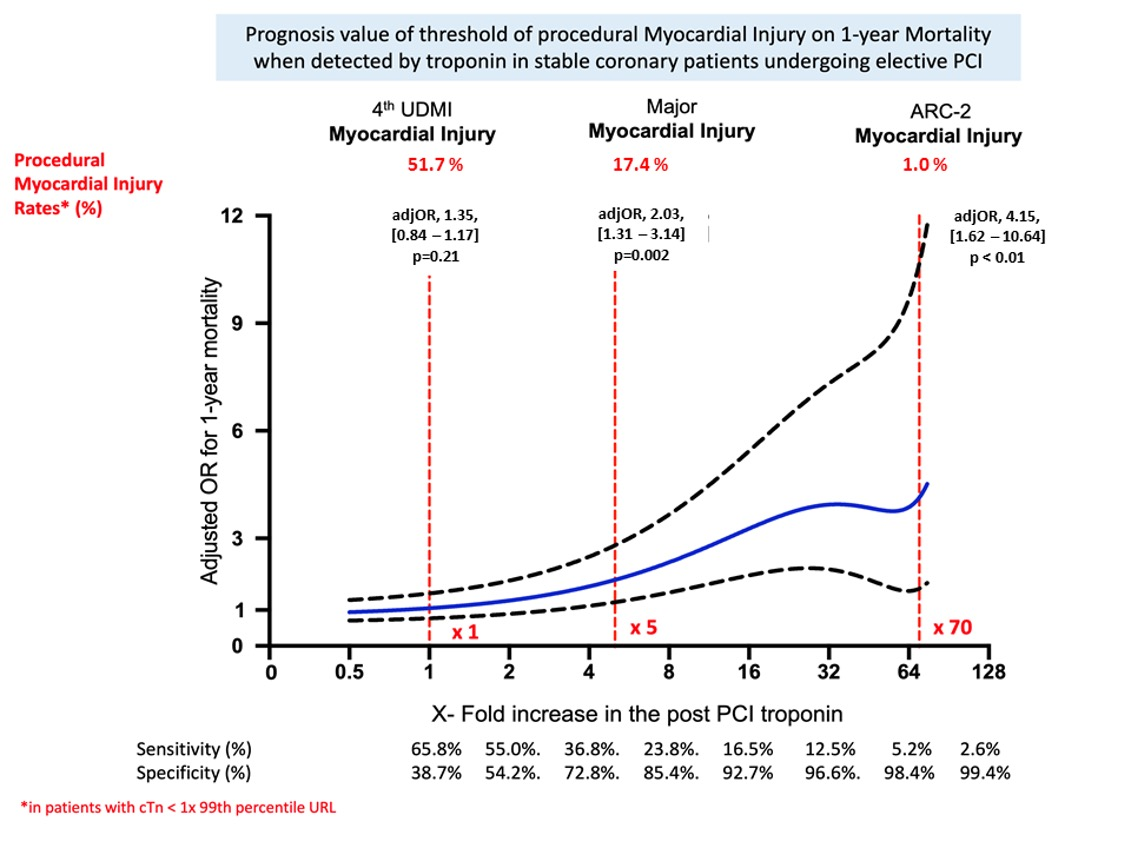 Prognosis value of threshold of procedural Myocardial Injury on 1-year Mortality
when detected by troponin in stable coronary patients undergoing elective PCI
4th UDMI
Myocardial Injury
51.7 %
Major
Myocardial Injury
17.4 %
ARC-2
Myocardial Injury
1.0 %
Procedural
Myocardial Injury
Rates* (%)
adjOR, 1.35,
[0.84 – 1.17]
p=0.21
adjOR, 2.03,
[1.31 – 3.14]
p=0.002
adjOR, 4.15,
[1.62 – 10.64]
p < 0.01
Adjusted OR for 1-year mortality
12
9
6
3
1
0
x 1
x 5
x 70
0 0.5 1 2 4 8 16 32 64 128
X- Fold increase in the post PCI troponin
Sensitivity (%) 65.8% 55.0%. 36.8%. 23.8%. 16.5% 12.5% 5.2% 2.6%
Specificity (%) 38.7% 54.2%. 72.8%. 85.4%. 92.7% 96.6%. 98.4% 99.4%
*in patients with cTn < 1x 99th percentile URL